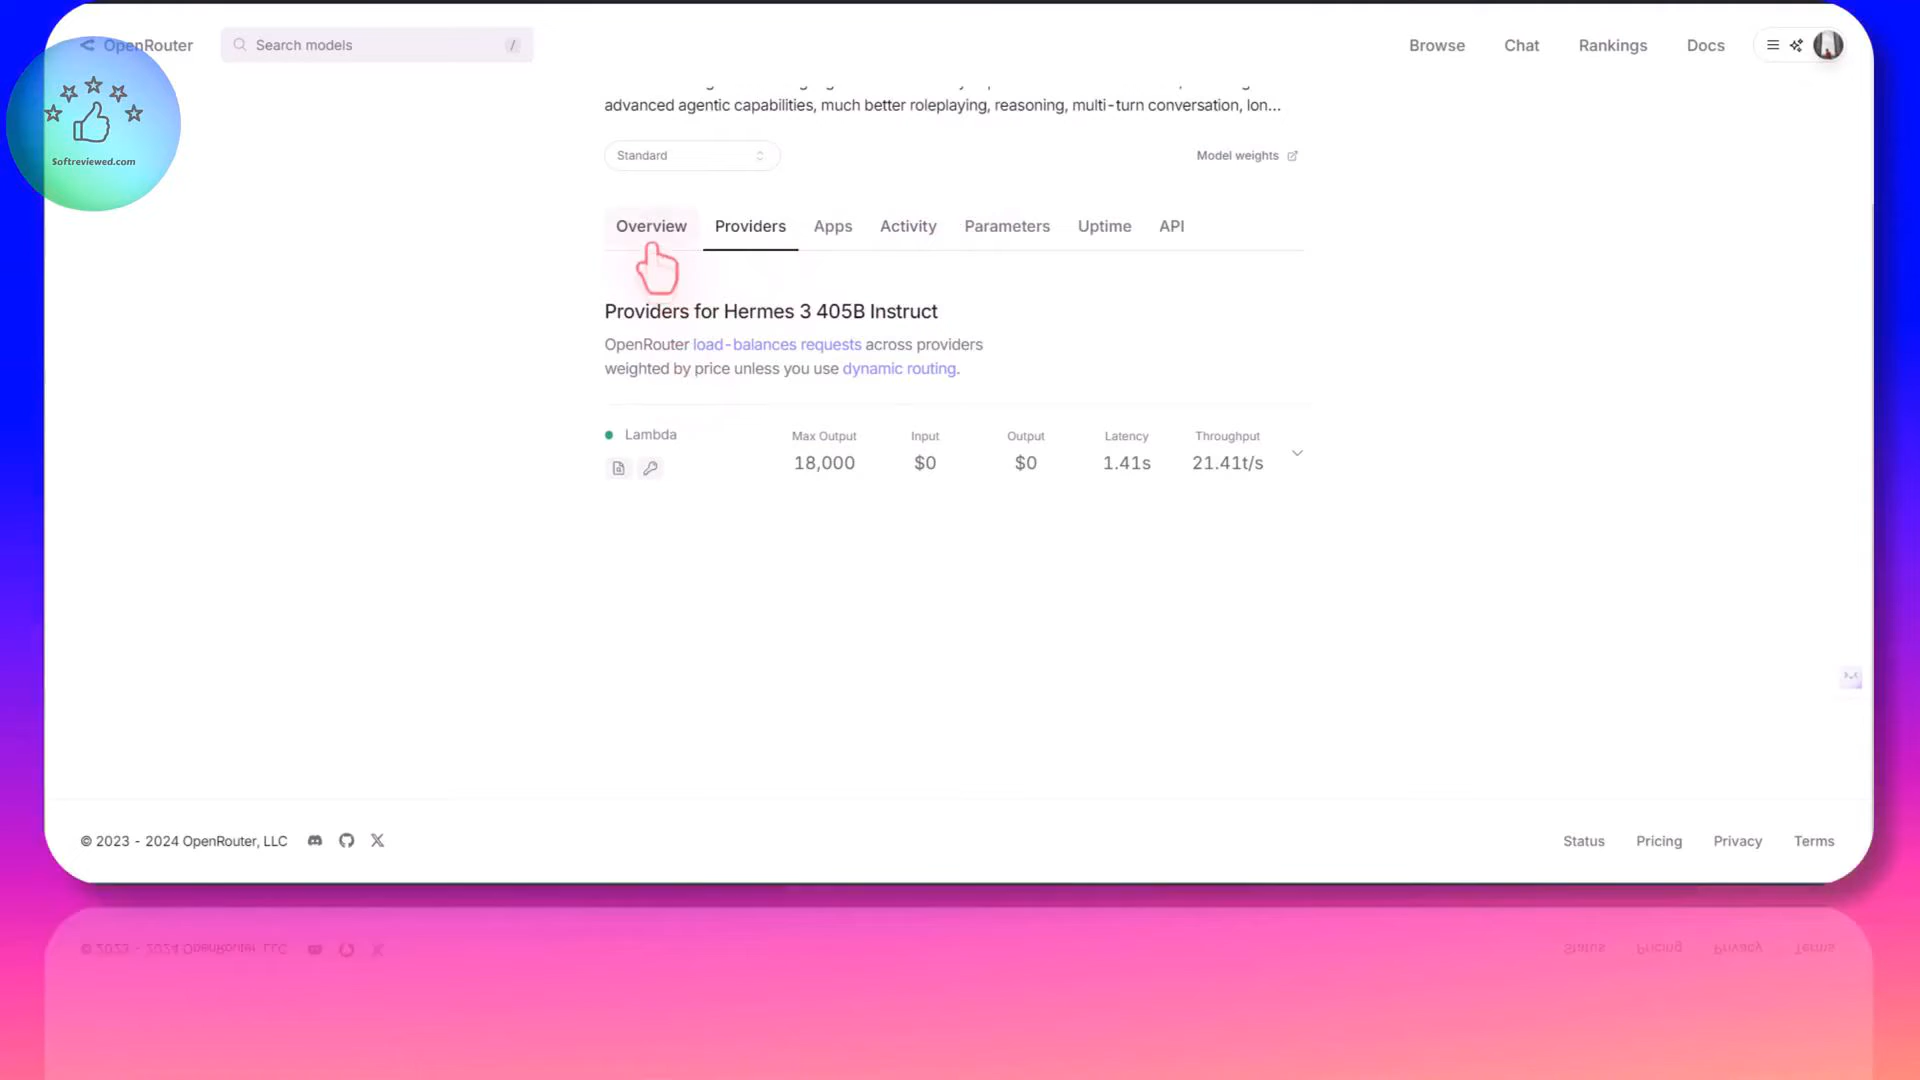 OpenRouter
Search models /
Browse Chat Rankings Docs
advanced agentic capabilities, much better roleplaying, reasoning, multi-turn conversation, lon...
Softreviewed.com
Standard
Model weights
Overview Providers Apps Activity Parameters Uptime API
Providers for Hermes 3 405B Instruct
OpenRouter load-balances requests across providers
weighted by price unless you use dynamic routing.
Lambda Max Output Input Output Latency Throughput
18,000 $0 $0 1.41s 21.41t/s
© 2023 - 2024 OpenRouter, LLC
Status Pricing Privacy Terms